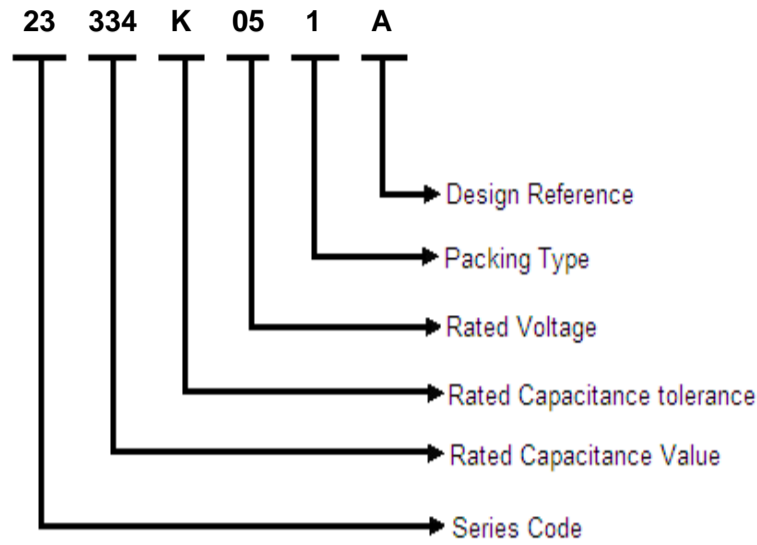 23 334 K 05 1 A
Design Reference
Packing Type
Rated Voltage
Rated Capacitance tolerance
Rated Capacitance Value
Series Code